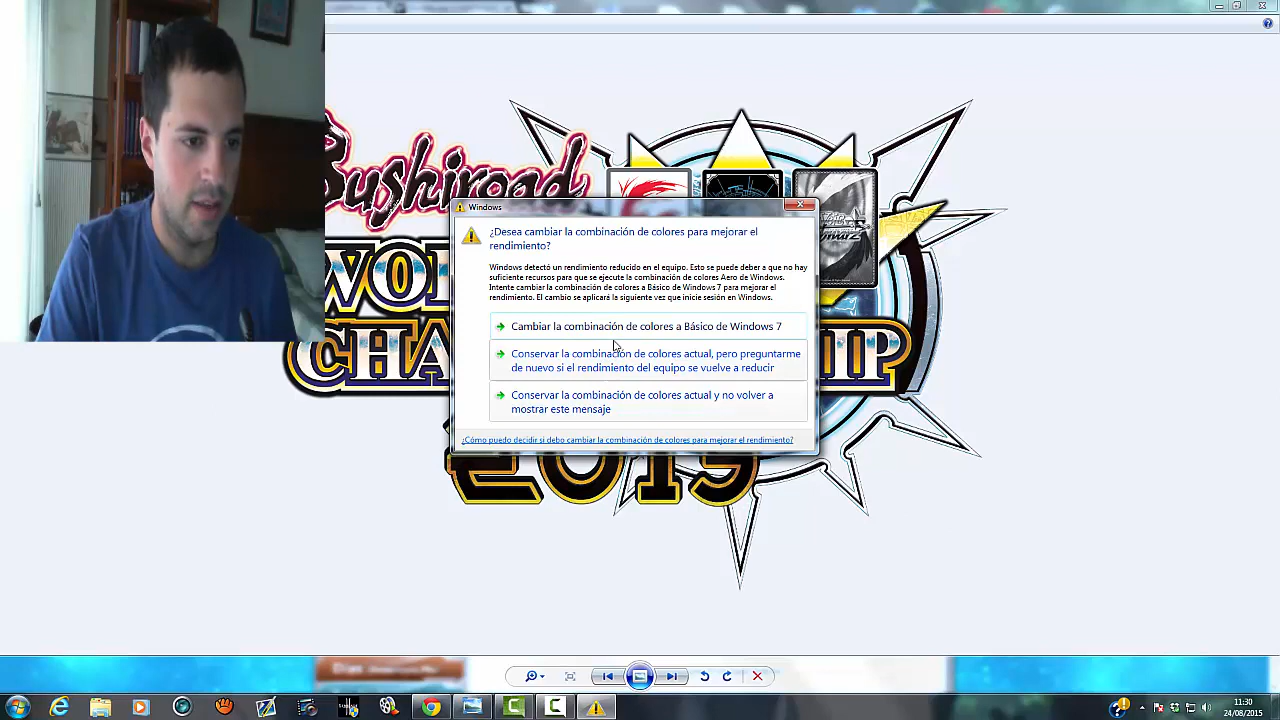 Bushiroad
WO
CHA
IP
2015
Windows
¿Desea cambiar la combinación de colores para mejorar el
rendimiento?
Windows detectó un rendimiento reducido en el equipo. Esto se puede deber a que no hay
suficiente recursos para que se ejecute la combinación de colores Aero de Windows.
Intente cambiar la combinación de colores a Básico de Windows 7 para mejorar el
rendimiento. El cambio se aplicará la siguiente vez que inicie sesión en Windows.
Cambiar la combinación de colores a Básico de Windows 7
Conservar la combinación de colores actual, pero preguntarme
de nuevo si el rendimiento del equipo se vuelve a reducir
Conservar la combinación de colores actual y no volver a
mostrar este mensaje
¿Cómo puedo decidir si debo cambiar la combinación de colores para mejorar el rendimiento?
11:30
24/08/2015